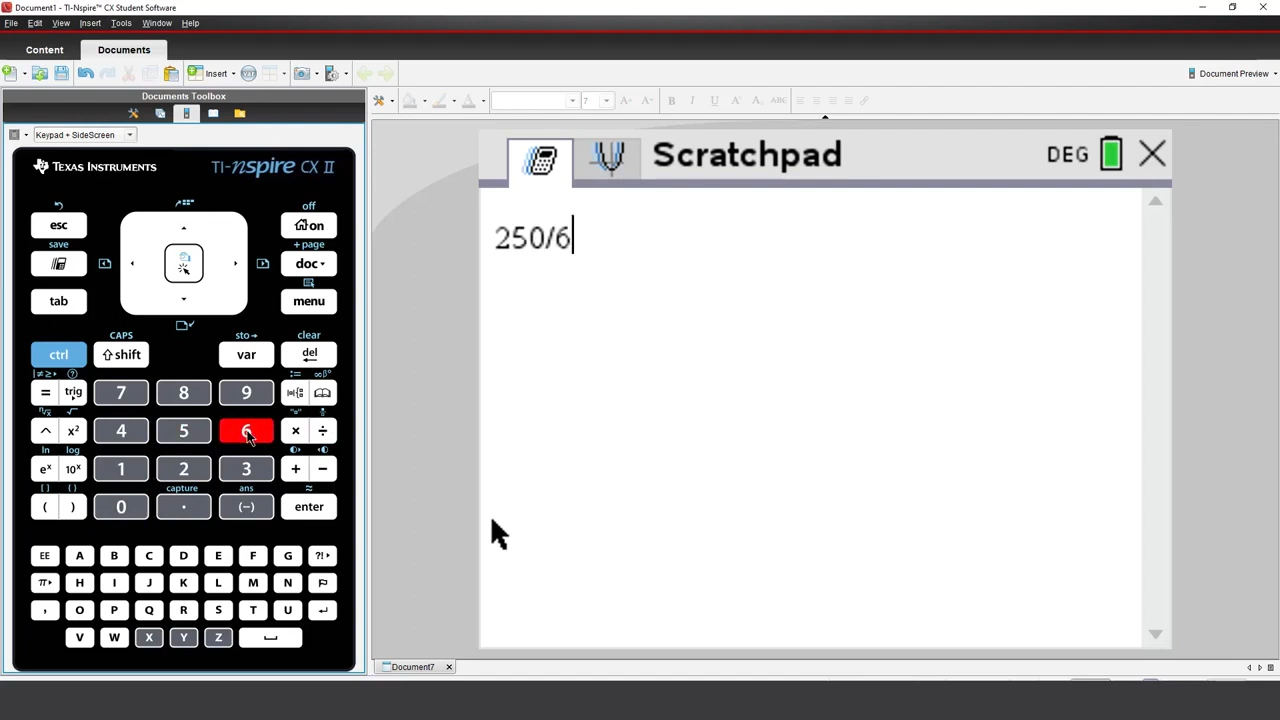 Document1 - TI-Nspire™ CX Student Software
File Edit View Insert Tools Window Help
Content Documents
Insert
Document Preview
Documents Toolbox
Keypad + SideScreen
7
TEXAS INSTRUMENTS TI-nspire CX II
Scratchpad DEG
250/6
off
esc on
save + page
doc
tab menu
CAPS sto→ clear
ctrl shift var del
= trig 7 8 9
^ x² 4 5 6 × ÷
ln log
eˣ 10ˣ 1 2 3 + −
[ ] { } capture ans ≈
( ) 0 . (−) enter
EE A B C D E F G ?!
π H I J K L M N
, O P Q R S T U
V W X Y Z
Document7